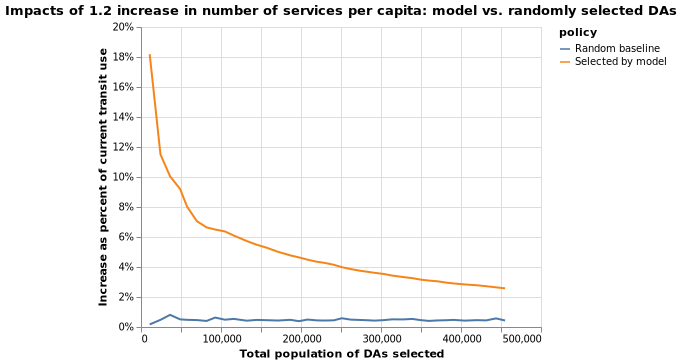 Impacts of 1.2 increase in number of services per capita: model vs. randomly selected DAs
policy
Random baseline
Selected by model
Increase as percent of current transit use
20%
18%
16%
14%
12%
10%
8%
6%
4%
2%
0%
0
100,000
200,000
300,000
400,000
500,000
Total population of DAs selected